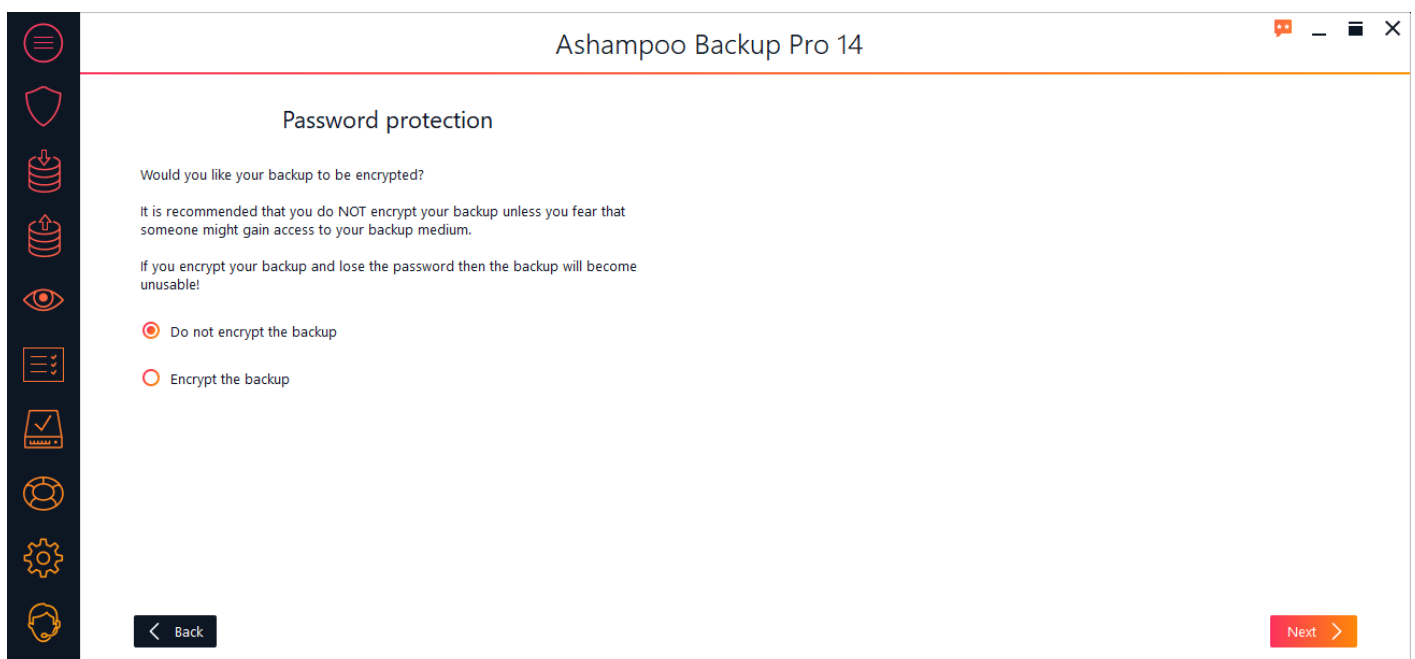 Ashampoo Backup Pro 14
Password protection
Would you like your backup to be encrypted?
It is recommended that you do NOT encrypt your backup unless you fear that
someone might gain access to your backup medium.
If you encrypt your backup and lose the password then the backup will become
unusable!
Do not encrypt the backup
Encrypt the backup
Back
Next